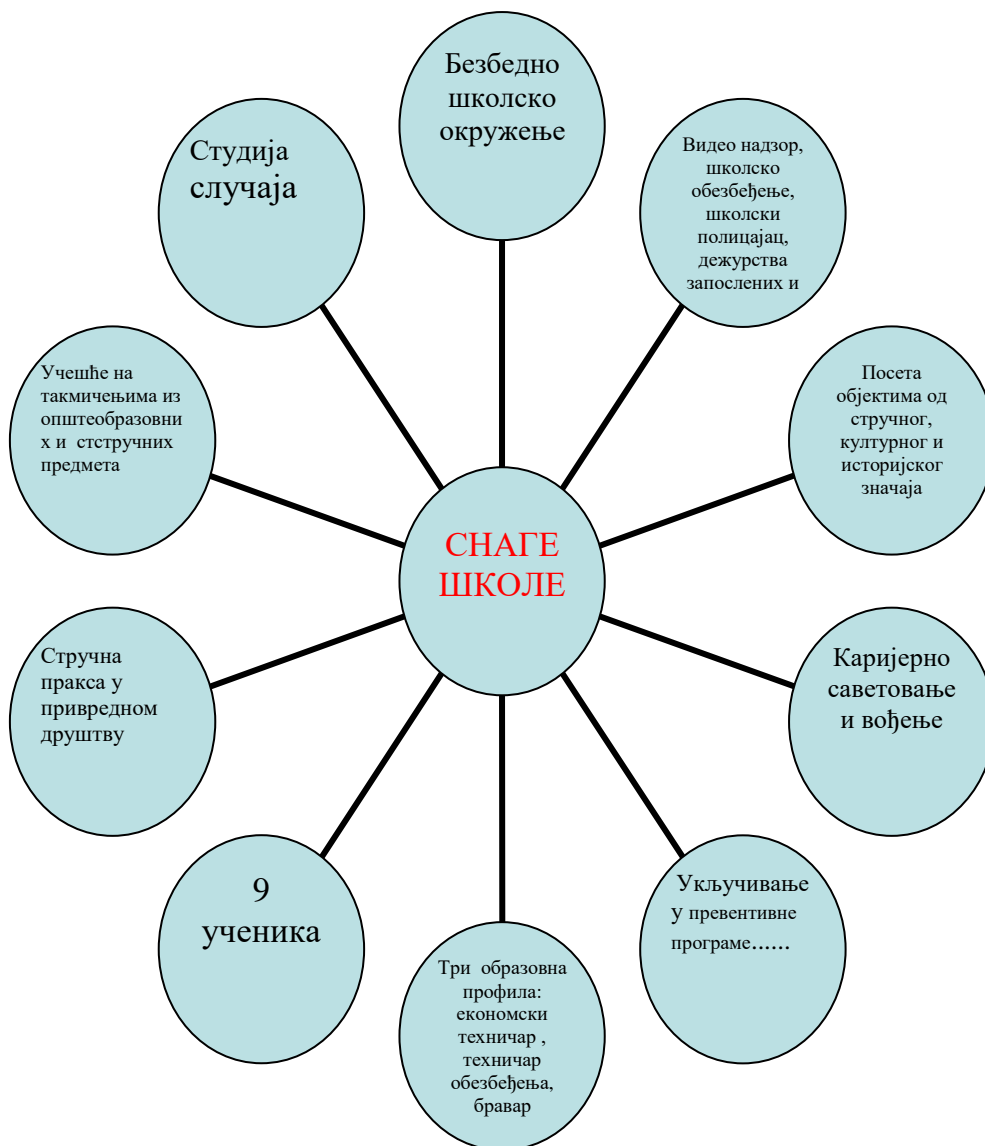 Безбедно
школско
окружење
Студија
случаја
Видео надзор,
школско
обезбеђење,
школски
полицајац,
дежурства
запослених и
Учешће на
такмичењима из
општеобразовни
х и стстручних
предмета
Посета
објектима од
стручног,
културног и
историјског
значаја
СНАГЕ
ШКОЛЕ
Стручна
пракса у
привредном
друштву
Каријерно
саветовање
и вођење
9
ученика
Укључивање
у превентивне
програме......
Три образовна
профила:
економски
техничар ,
техничар
обезбеђења,
бравар